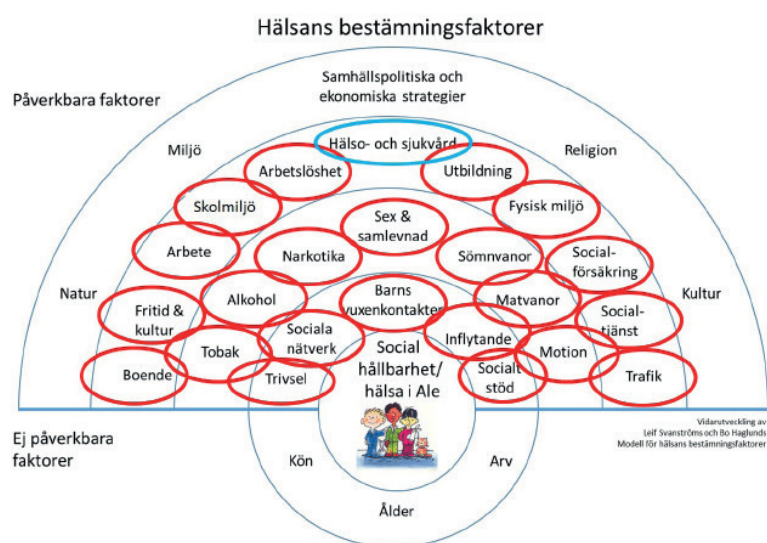 Hälsans bestämningsfaktorer
Samhällspolitiska och
ekonomiska strategier
Påverkbara faktorer
Miljö
Religion
Hälso- och sjukvård
Arbetslöshet
Utbildning
Skolmiljö
Fysisk miljö
Sex &
samlevnad
Arbete
Narkotika
Sömnvanor
Social-
försäkring
Natur
Kultur
Fritid &
kultur
Alkohol
Barns
vuxenkontakter
Matvanor
Social-
tjänst
Sociala
nätverk
Inflytande
Boende
Tobak
Trivsel
Social
hållbarhet/
hälsa i Ale
Socialt
stöd
Motion
Trafik
Ej påverkbara
faktorer
Kön
Arv
Ålder
Vidarutveckling av
Leif Svanströms och Bo Haglunds
Modell för hälsans bestämningsfaktorer